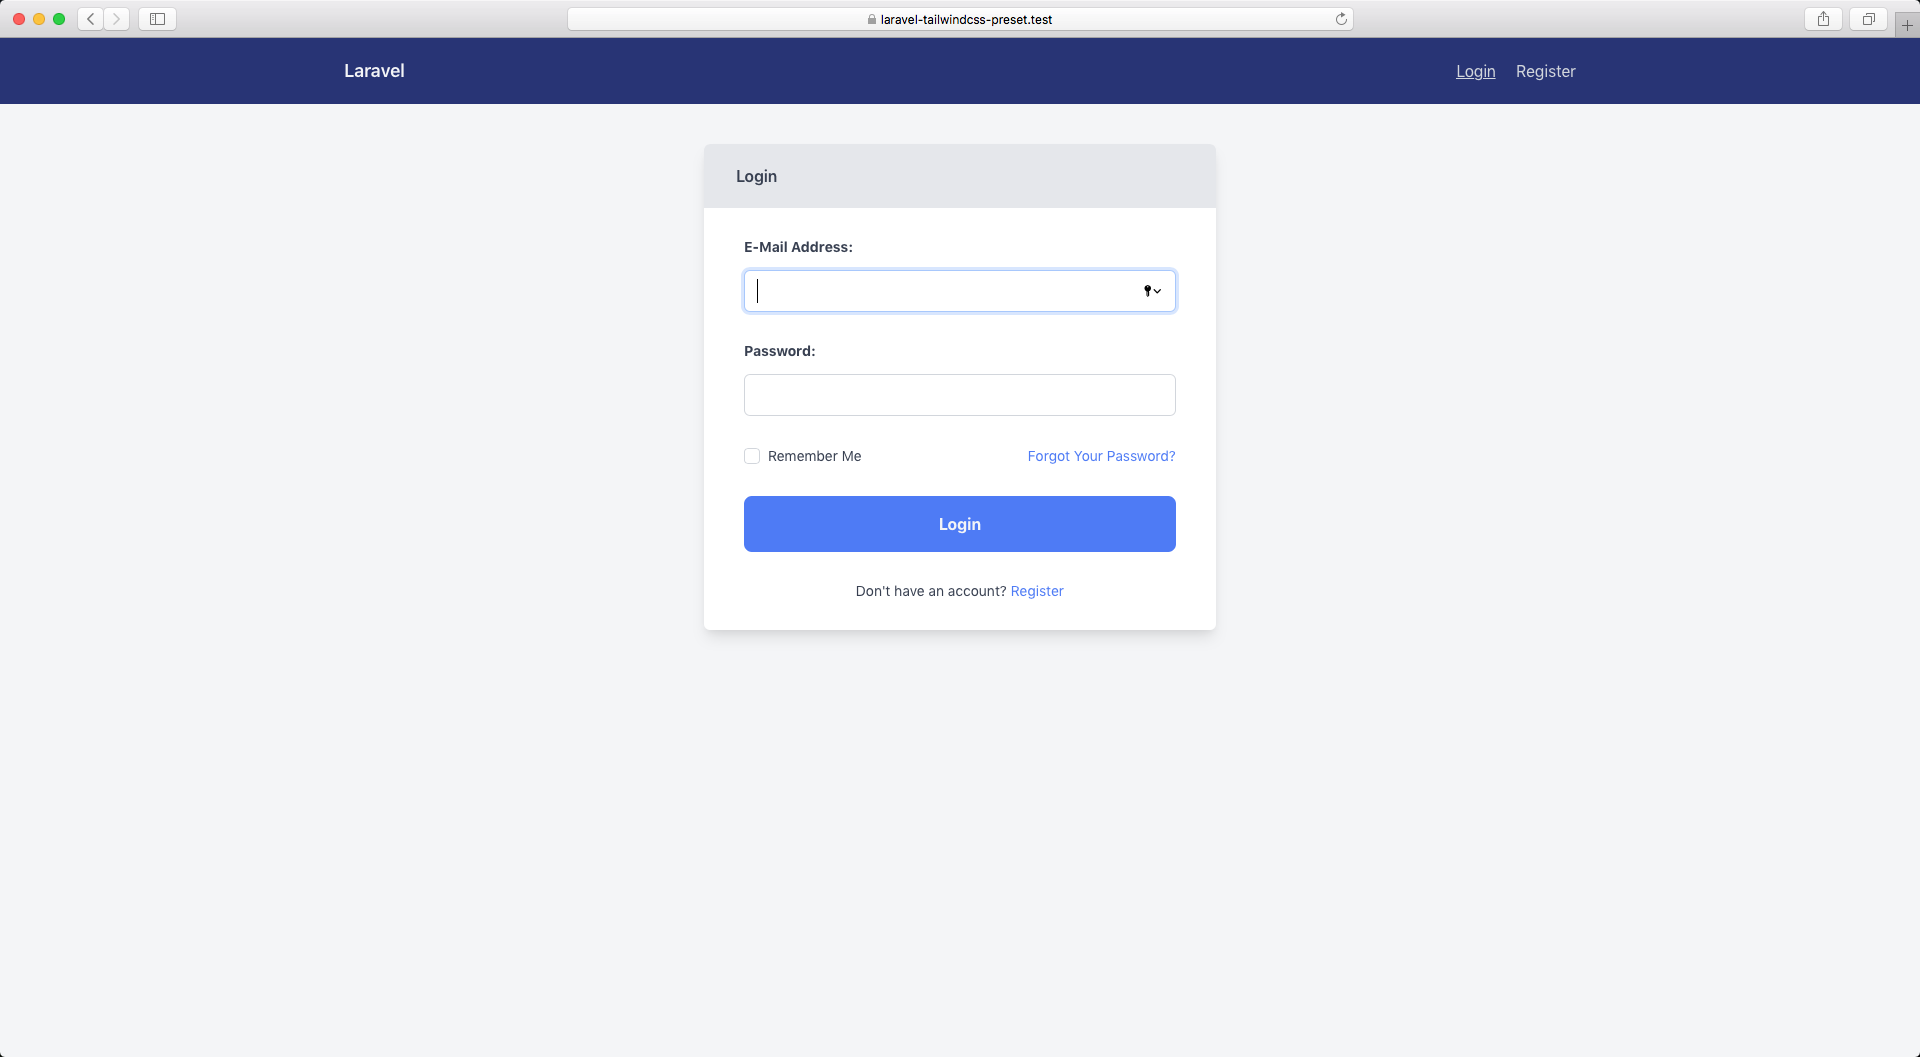 laravel-tailwindcss-preset.test
Laravel
Login Register
Login
E-Mail Address:
Password:
Remember Me Forgot Your Password?
Login
Don't have an account? Register